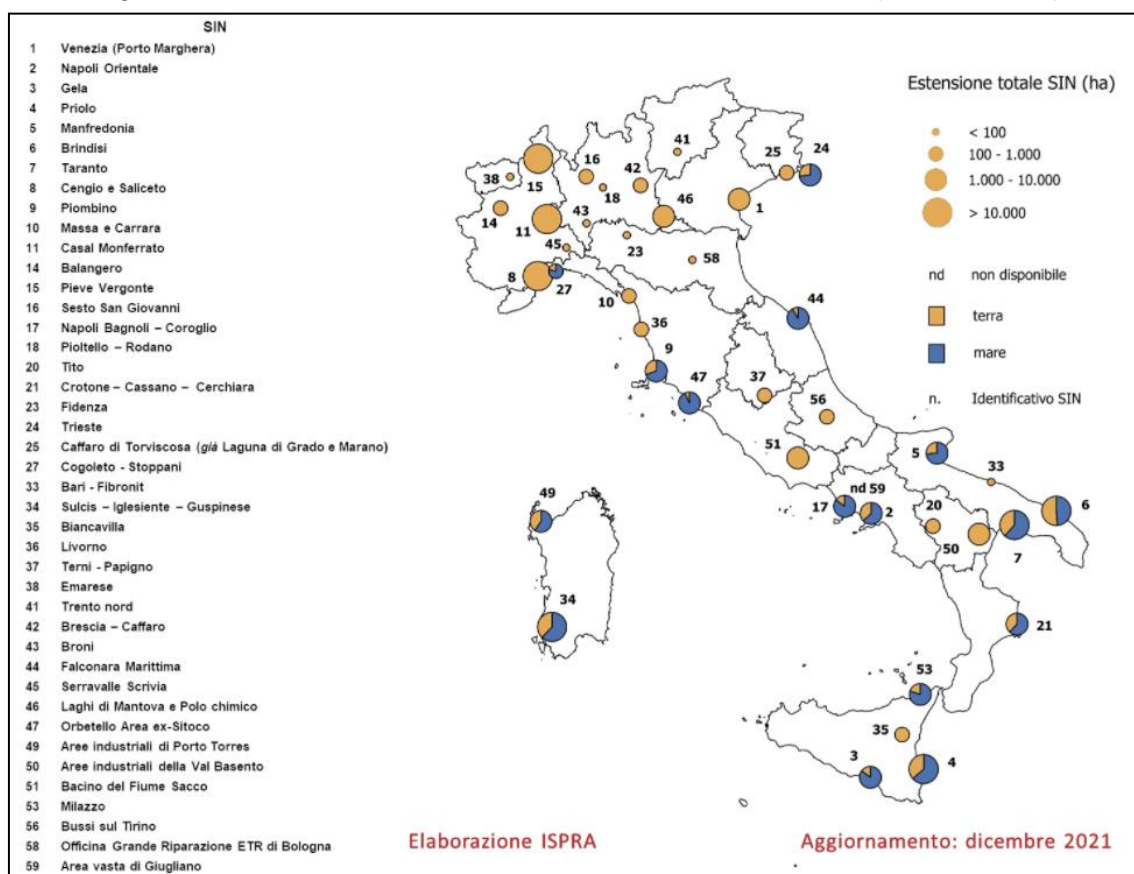 SIN
1 Venezia (Porto Marghera)
2 Napoli Orientale
3 Gela
4 Priolo
5 Manfredonia
6 Brindisi
7 Taranto
8 Cengio e Saliceto
9 Piombino
10 Massa e Carrara
11 Casal Monferrato
14 Balangero
15 Pieve Vergonte
16 Sesto San Giovanni
17 Napoli Bagnoli – Coroglio
18 Pioltello – Rodano
20 Tito
21 Crotone – Cassano – Cerchiara
23 Fidenza
24 Trieste
25 Caffaro di Torviscosa (già Laguna di Grado e Marano)
27 Cogoleto - Stoppani
33 Bari - Fibronit
34 Sulcis – Iglesiente – Guspinese
35 Biancavilla
36 Livorno
37 Terni - Papigno
38 Emarese
41 Trento nord
42 Brescia – Caffaro
43 Broni
44 Falconara Marittima
45 Serravalle Scrivia
46 Laghi di Mantova e Polo chimico
47 Orbetello Area ex-Sitoco
49 Aree industriali di Porto Torres
50 Aree industriali della Val Basento
51 Bacino del Fiume Sacco
53 Milazzo
56 Bussi sul Tirino
58 Officina Grande Riparazione ETR di Bologna
59 Area vasta di Giugliano
Estensione totale SIN (ha)
< 100
100 - 1.000
1.000 - 10.000
> 10.000
nd non disponibile
terra
mare
n. Identificativo SIN
41
25
24
16
42
38
15
18
46
1
14
11
43
23
45
58
8
27
10
44
36
9
47
37
56
51
5
33
49
nd 59
17
2
20
6
50
7
34
21
53
35
3
4
Elaborazione ISPRA
Aggiornamento: dicembre 2021